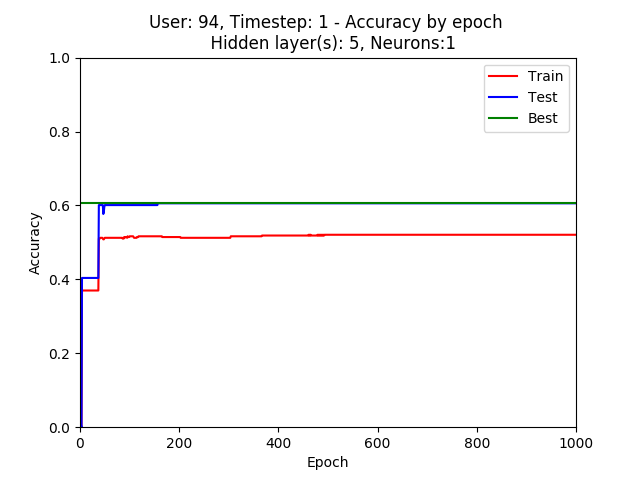 User: 94, Timestep: 1 - Accuracy by epoch
Hidden layer(s): 5, Neurons:1
1.0
0.8
0.6
0.4
0.2
0.0
Accuracy
Train
Test
Best
0 200 400 600 800 1000
Epoch